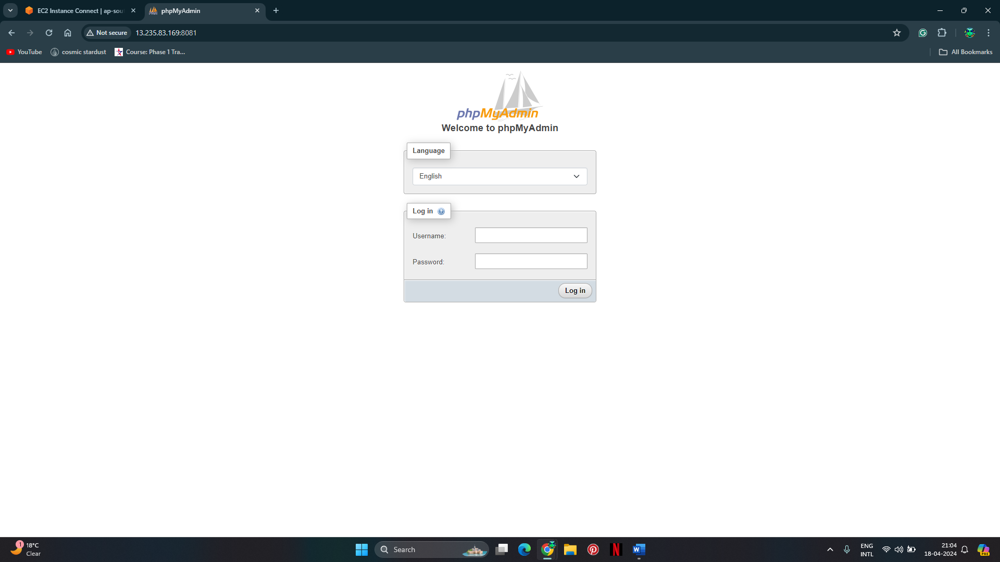 EC2 Instance Connect | ap-sou
phpMyAdmin
Not secure
13.235.83.169:8081
YouTube
cosmic stardust
Course: Phase 1 Tra...
All Bookmarks
phpMyAdmin
Welcome to phpMyAdmin
Language
English
Log in
Username:
Password:
Log in
1
18°C
Clear
Search
ENG
INTL
21:04
18-04-2024
PRE